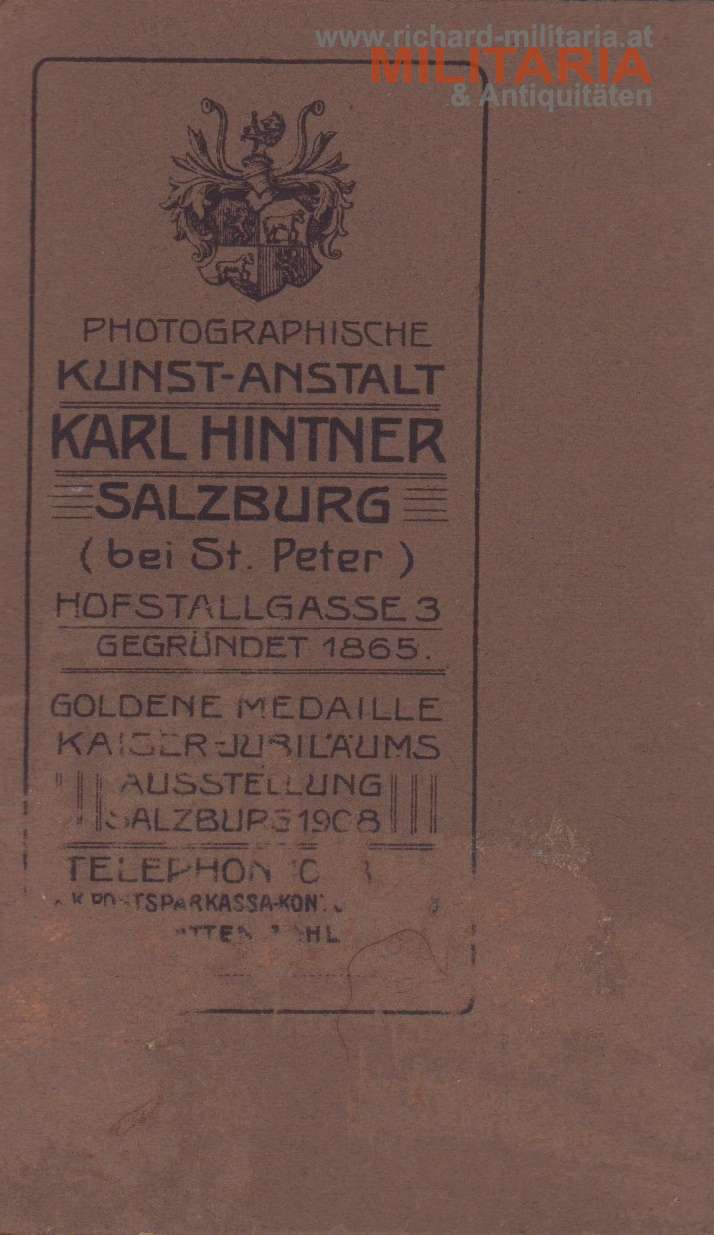 www.richard-militaria.at
MILITARIA
& Antiquitäten
PHOTOGRAPHISCHE
KUNST-ANSTALT
KARL HINTNER
SALZBURG
(bei St. Peter)
HOFSTALLGASSE 3
GEGRÜNDET 1865.
GOLDENE MEDAILLE
KAISER-JUBILÄUMS
AUSSTELLUNG
SALZBURG 1908
TELEPHON